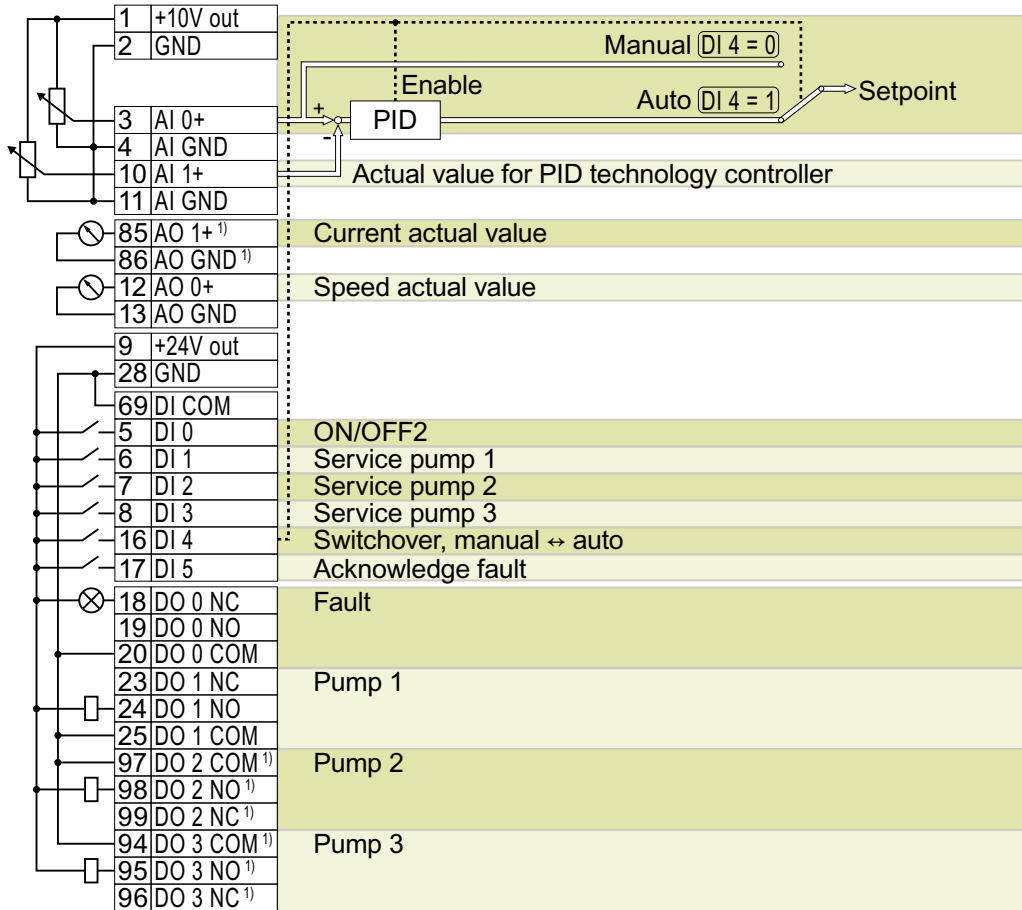 1 +10V out
2 GND
Manual DI 4 = 0
Enable
Auto DI 4 = 1
Setpoint
3 AI 0+
+
PID
-
4 AI GND
10 AI 1+ Actual value for PID technology controller
11 AI GND
85 AO 1+ 1) Current actual value
86 AO GND 1)
12 AO 0+ Speed actual value
13 AO GND
9 +24V out
28 GND
69 DI COM
5 DI 0 ON/OFF2
6 DI 1 Service pump 1
7 DI 2 Service pump 2
8 DI 3 Service pump 3
16 DI 4 Switchover, manual ↔ auto
17 DI 5 Acknowledge fault
18 DO 0 NC Fault
19 DO 0 NO
20 DO 0 COM
23 DO 1 NC Pump 1
24 DO 1 NO
25 DO 1 COM
97 DO 2 COM 1) Pump 2
98 DO 2 NO 1)
99 DO 2 NC 1)
94 DO 3 COM 1) Pump 3
95 DO 3 NO 1)
96 DO 3 NC 1)